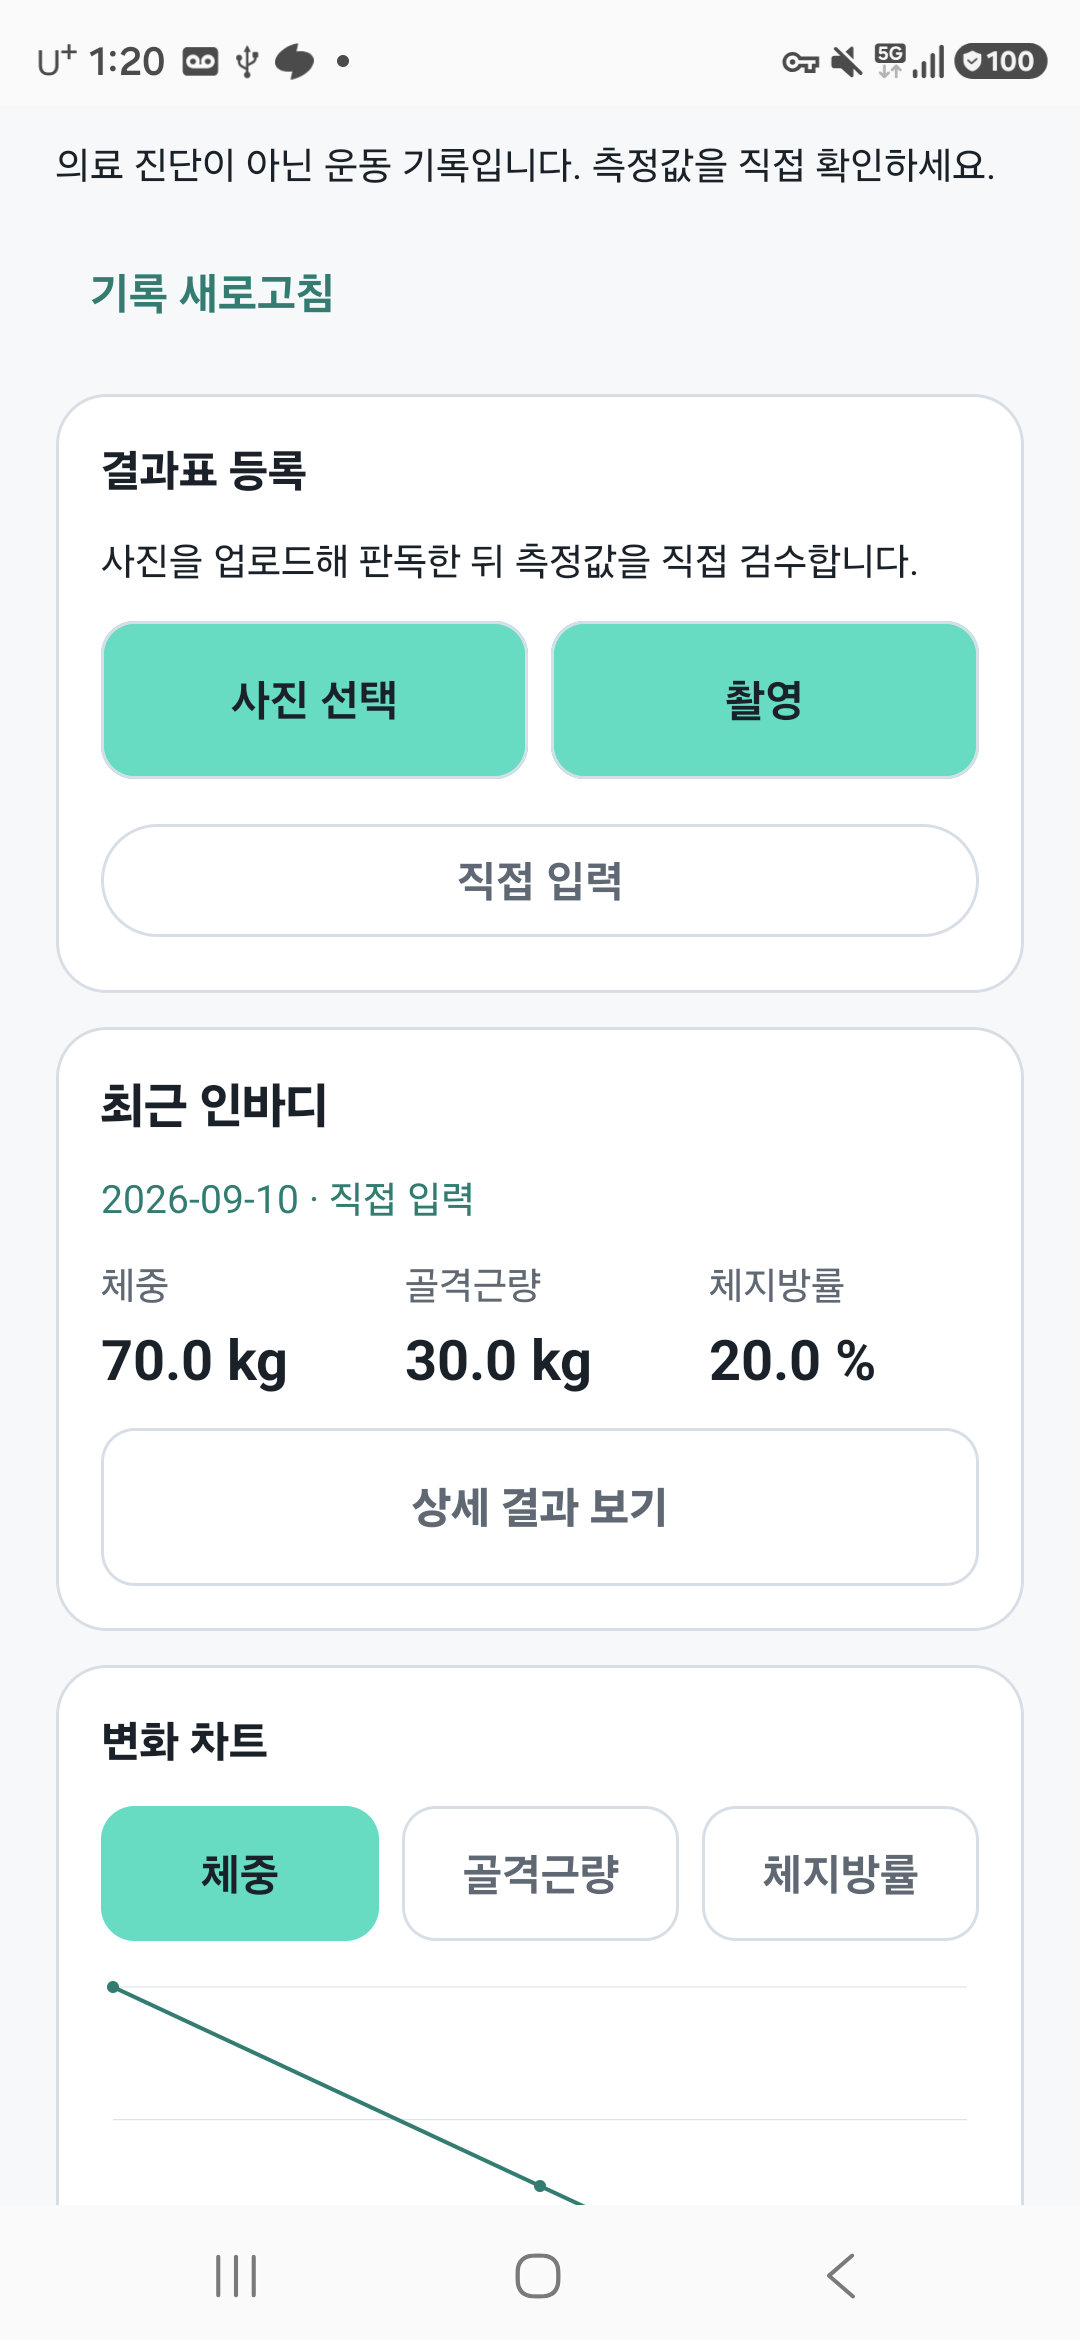 U+ 1:20
5G 100
의료 진단이 아닌 운동 기록입니다. 측정값을 직접 확인하세요.
기록 새로고침
결과표 등록
사진을 업로드해 판독한 뒤 측정값을 직접 검수합니다.
사진 선택 촬영
직접 입력
최근 인바디
2026-09-10 · 직접 입력
체중 골격근량 체지방률
70.0 kg 30.0 kg 20.0 %
상세 결과 보기
변화 차트
체중 골격근량 체지방률